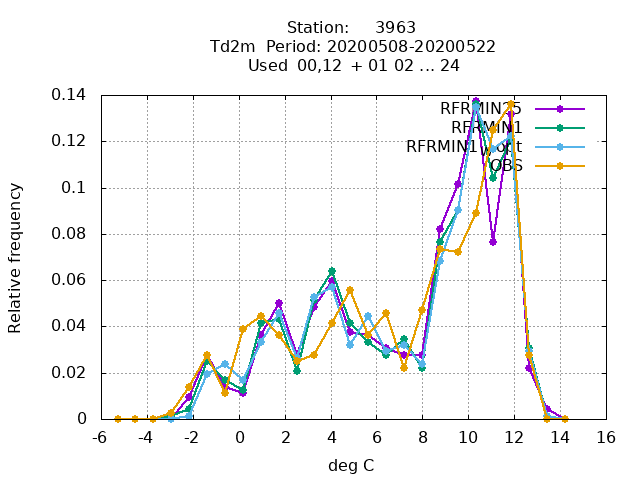 Station:     3963
Td2m  Period: 20200508-20200522
Used  00,12  + 01 02 ... 24
RFRMIN25
RFRMIN1
OBS
0.14
0.12
0.1
0.08
0.06
0.04
0.02
0
Relative frequency
-6 -4 -2 0 2 4 6 8 10 12 14 16
deg C